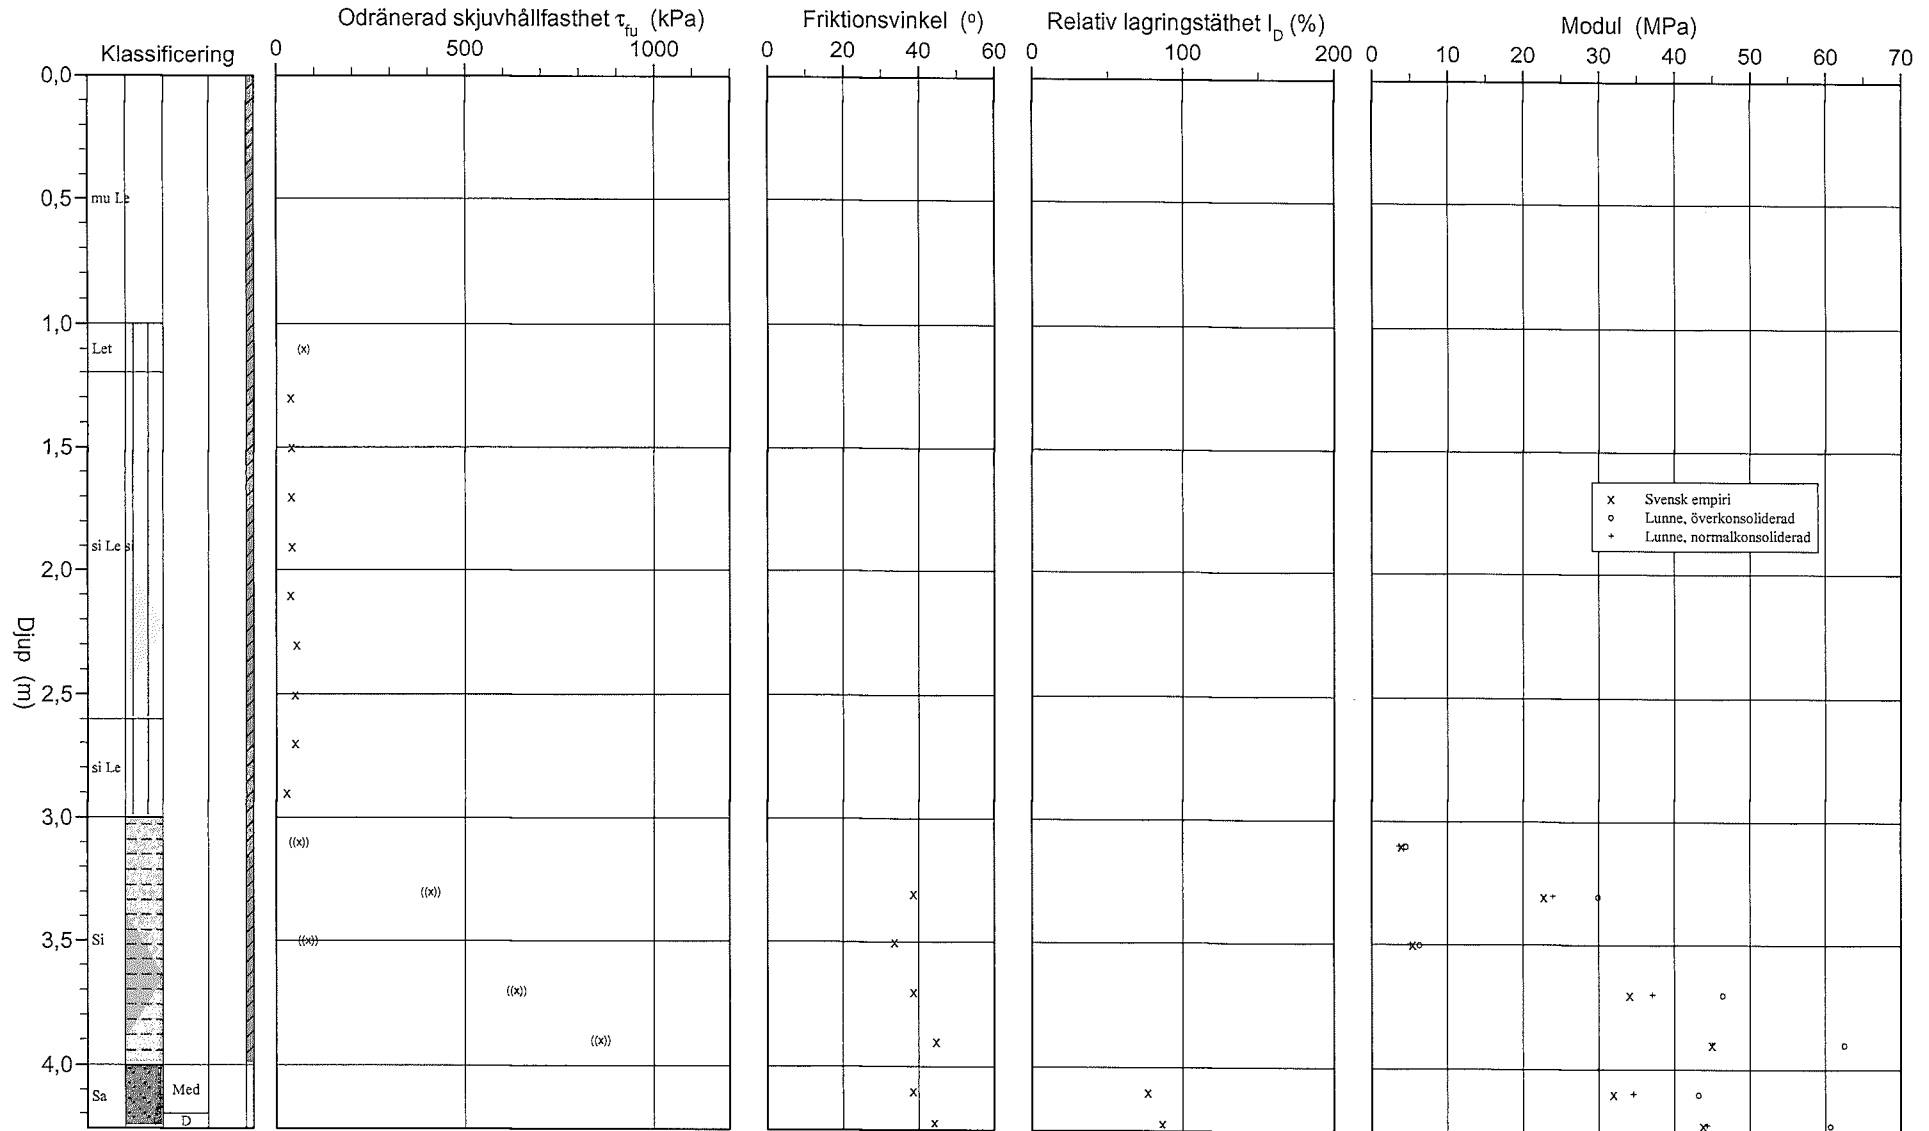 Klassificering
Odränerad skjuvhållfasthet τfu (kPa)
Friktionsvinkel (º)
Relativ lagringstäthet ID (%)
Modul (MPa)
0 500 1000
0 20 40 60
0 100 200
0 10 20 30 40 50 60 70
Djup (m)
0,0
0,5
1,0
1,5
2,0
2,5
3,0
3,5
4,0
mu Le
Let
si Le si
si Le
Si
Sa
Med
D
x Svensk empiri
o Lunne, överkonsoliderad
+ Lunne, normalkonsoliderad